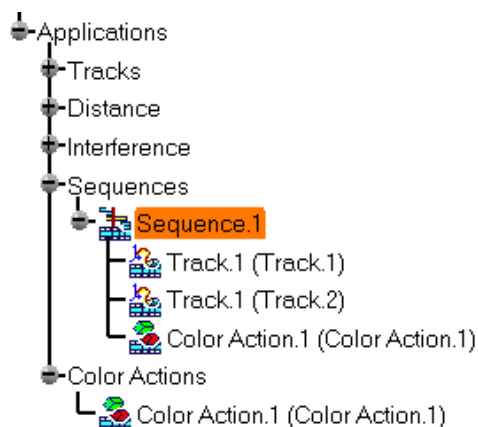 Applications
Tracks
Distance
Interference
Sequences
Sequence.1
Track.1 (Track.1)
Track.1 (Track.2)
Color Action.1 (Color Action.1)
Color Actions
Color Action.1 (Color Action.1)